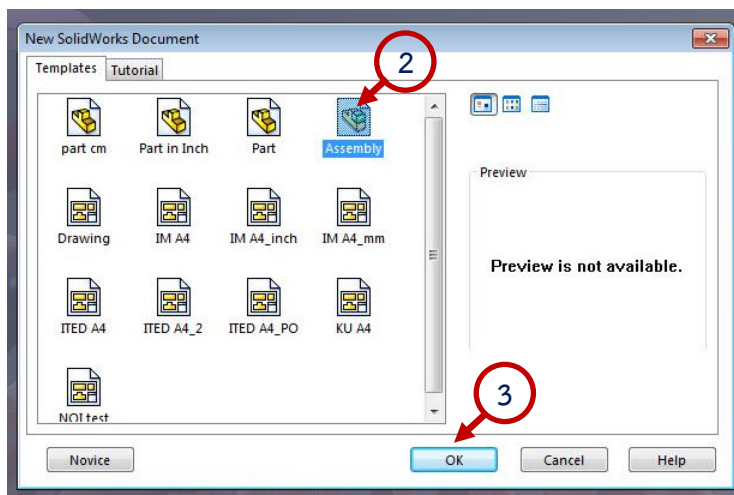 New SolidWorks Document
2
Templates Tutorial
part cm Part in Inch Part Assembly
Preview
Drawing IM A4 IM A4_inch IM A4_mm
Preview is not available.
ITED A4 ITED A4_2 ITED A4_PO KU A4
3
NOI test
Novice OK Cancel Help